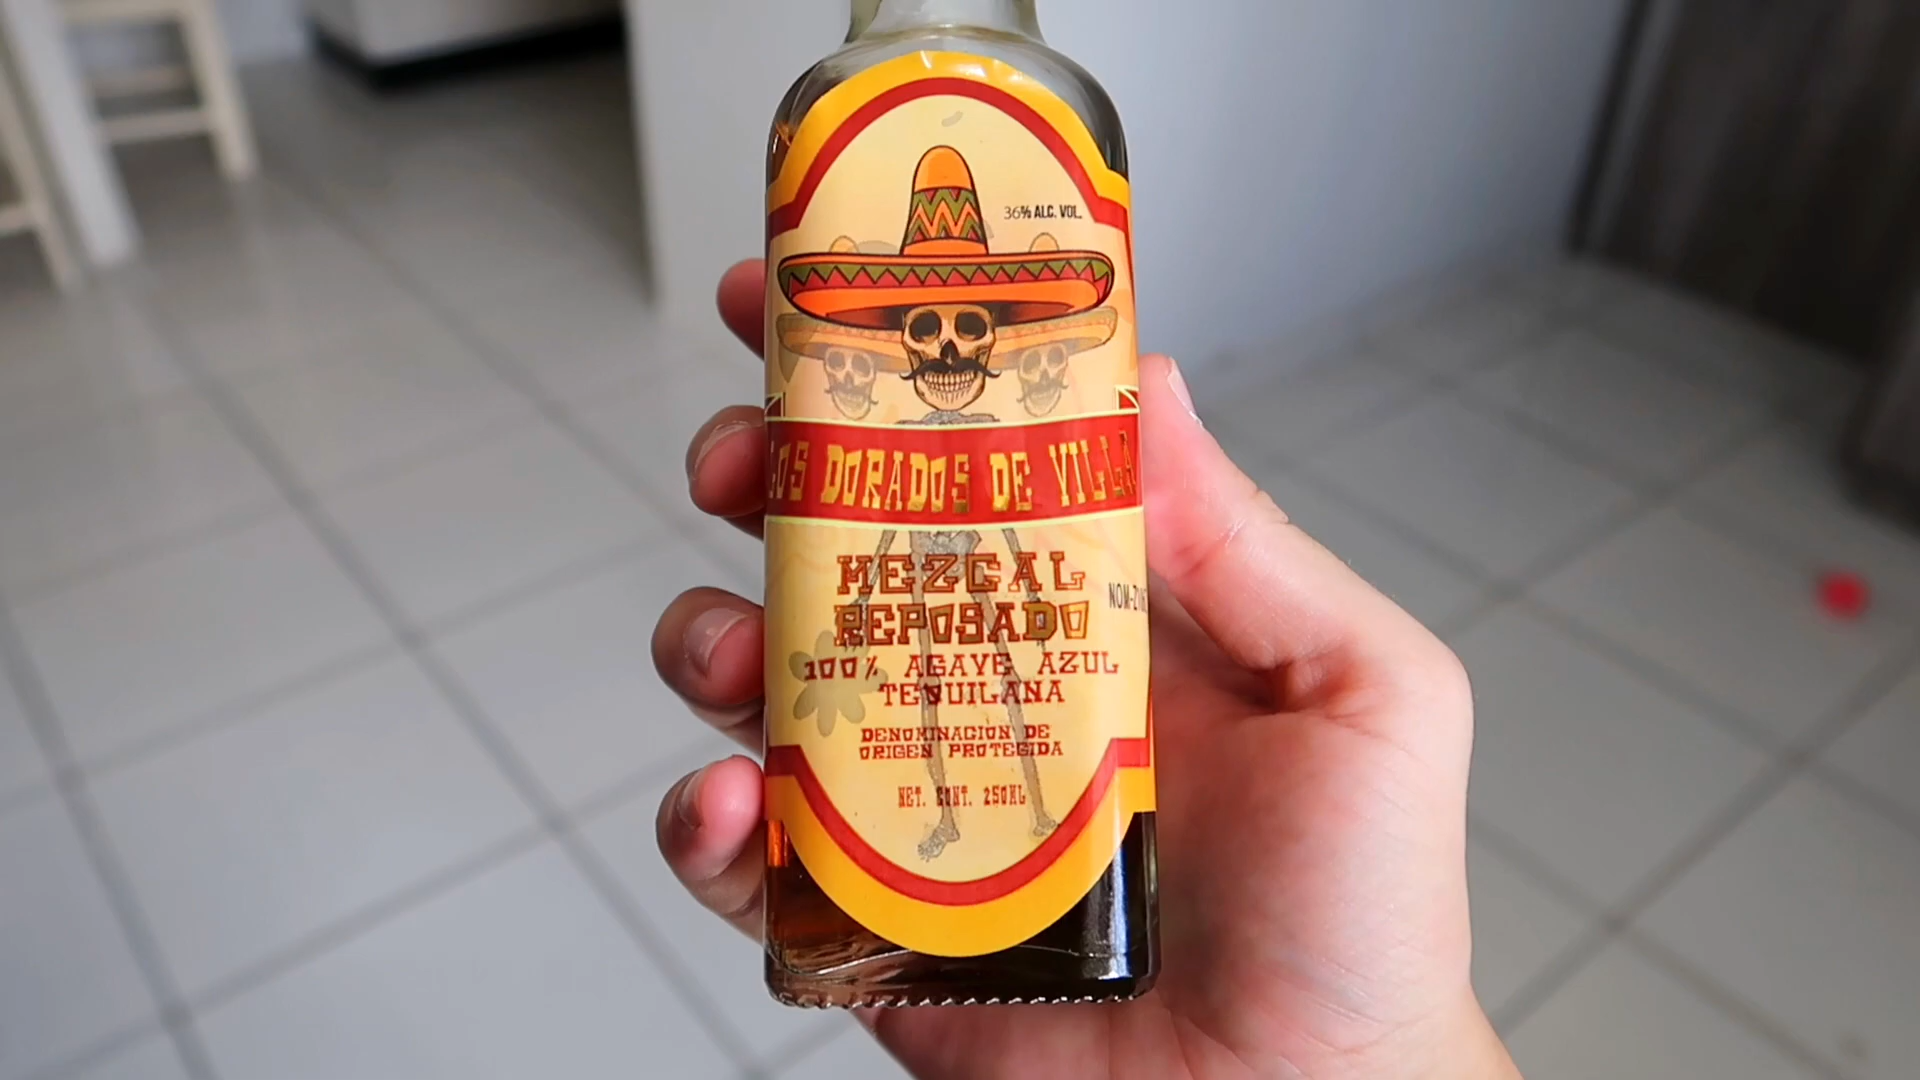 36% ALC. VOL.
LOS DORADOS DE VILLA
MEZCAL
REPOSADO
100% AGAVE AZUL
TEQUILANA
DENOMINACION DE
ORIGEN PROTEGIDA
NET. CONT. 250ML